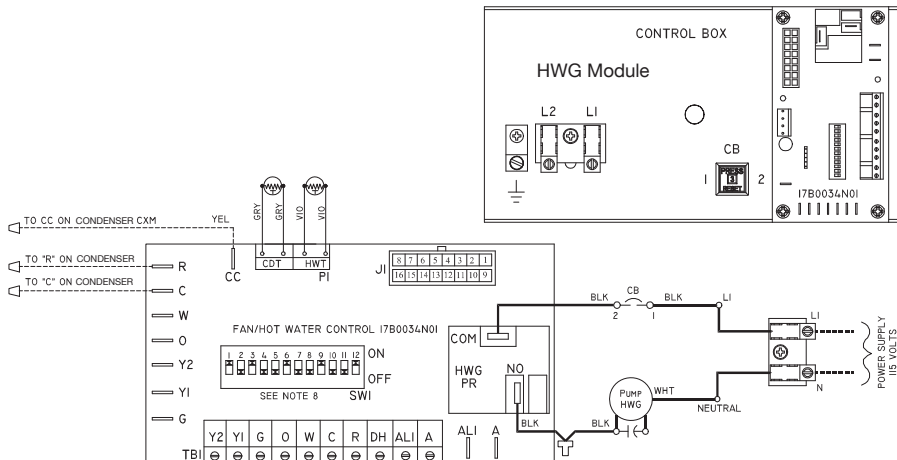 CONTROL BOX
HWG Module
L2 L1
CB
PRESS
1 3 2
RESET
17B0034N01
TO CC ON CONDENSER CXM YEL
GRY GRY VIO VIO
TO "R" ON CONDENSER
R
CC
CDT HWT
P1
J1
8 7 6 5 4 3 2 1
16 15 14 13 12 11 10 9
TO "C" ON CONDENSER
C
W
O
Y2
Y1
G
FAN/HOT WATER CONTROL 17B0034N01
1 2 3 4 5 6 7 8 9 10 11 12 ON
OFF
SEE NOTE 8 SW1
COM
HWG
PR
NO
BLK CB BLK L1
2 1
L1
POWER SUPPLY
115 VOLTS
N
PUMP
HWG
WHT
NEUTRAL
BLK BLK
AL1 A
Y2 Y1 G O W C R DH AL1 A
TB1